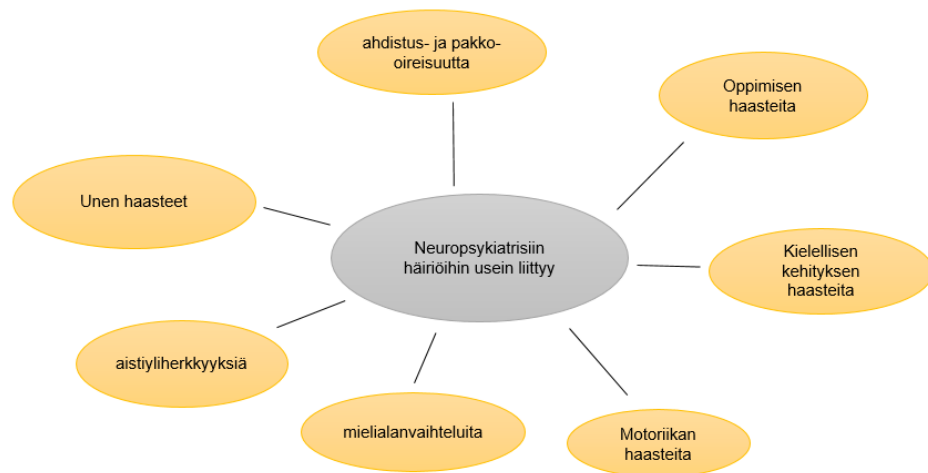 ahdistus- ja pakko-
oireisuutta
Oppimisen
haasteita
Unen haasteet
Neuropsykiatrisiin
häiriöihin usein liittyy
Kielellisen
kehityksen
haasteita
aistiyliherkkyyksiä
mielialanvaihteluita
Motoriikan
haasteita